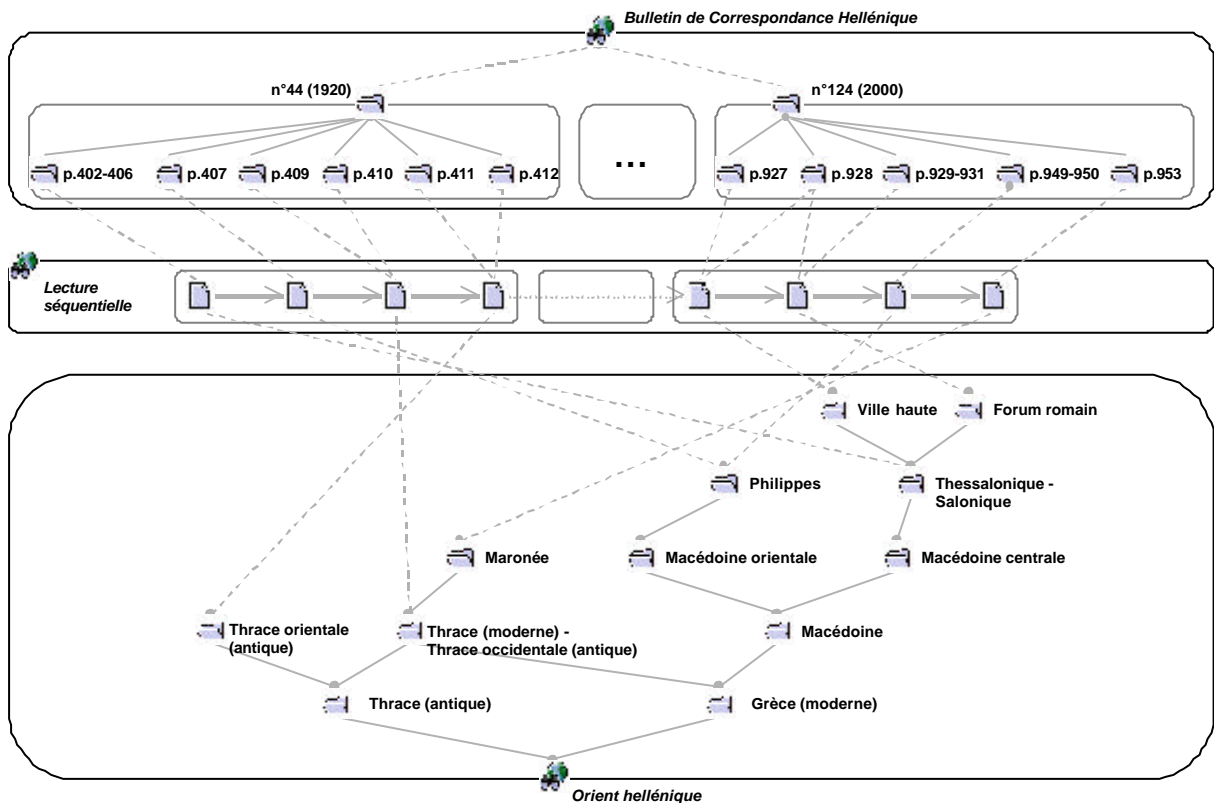 Bulletin de Correspondance Hellénique
n°44 (1920)
n°124 (2000)
...
p.402-406
p.407
p.409
p.410
p.411
p.412
p.927
p.928
p.929-931
p.949-950
p.953
Lecture
séquentielle
Ville haute
Forum romain
Philippes
Thessalonique -
Salonique
Maronée
Macédoine orientale
Macédoine centrale
Thrace orientale
(antique)
Thrace (moderne) -
Thrace occidentale (antique)
Macédoine
Thrace (antique)
Grèce (moderne)
Orient hellénique